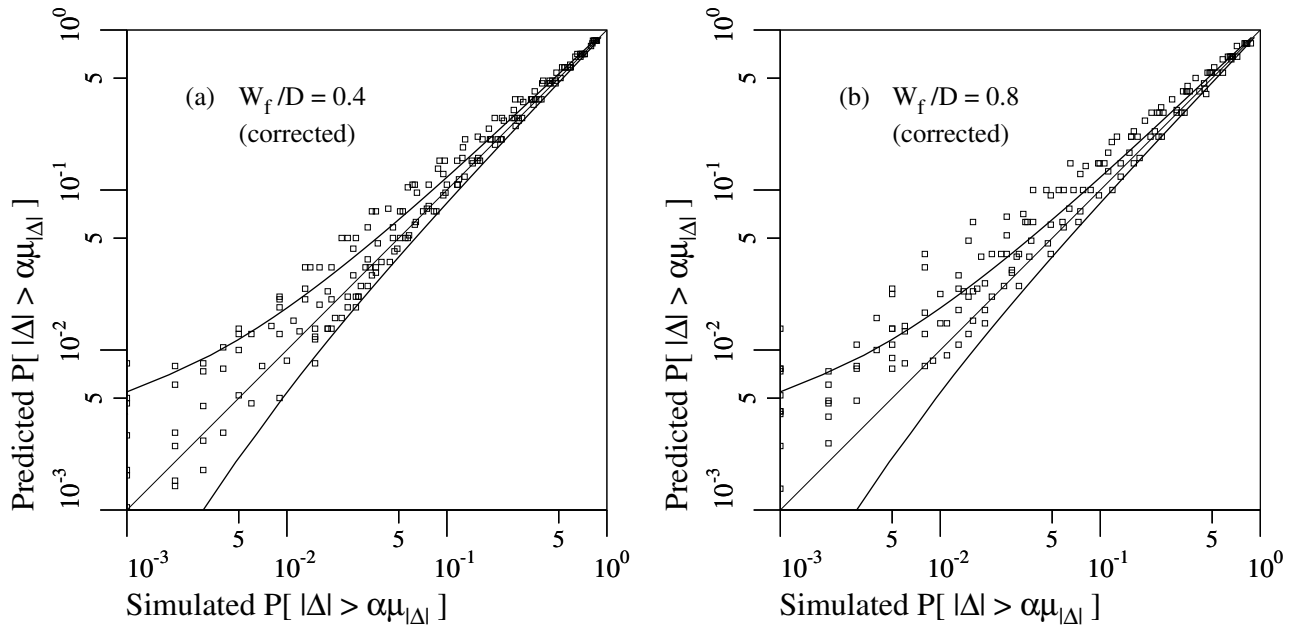 (a) W_f /D = 0.4
(corrected)
10^0
5
10^-1
5
10^-2
5
10^-3
Predicted P[ |Δ| > αμ_|Δ| ]
5 5 5
10^-3 10^-2 10^-1 10^0
Simulated P[ |Δ| > αμ_|Δ| ]
(b) W_f /D = 0.8
(corrected)
10^0
5
10^-1
5
10^-2
5
10^-3
Predicted P[ |Δ| > αμ_|Δ| ]
5 5 5
10^-3 10^-2 10^-1 10^0
Simulated P[ |Δ| > αμ_|Δ| ]